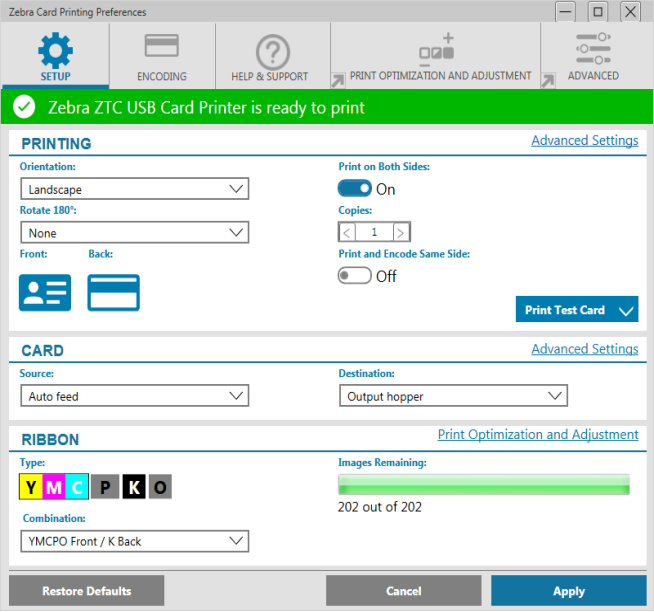 Zebra Card Printing Preferences
SETUP
ENCODING
HELP & SUPPORT
PRINT OPTIMIZATION AND ADJUSTMENT
ADVANCED
Zebra ZTC USB Card Printer is ready to print
PRINTING
Advanced Settings
Orientation:
Landscape
Rotate 180°:
None
Front:
Back:
Print on Both Sides:
On
Copies:
1
Print and Encode Same Side:
Off
Print Test Card
CARD
Advanced Settings
Source:
Auto feed
Destination:
Output hopper
RIBBON
Print Optimization and Adjustment
Type:
Y M C P K O
Combination:
YMCPO Front / K Back
Images Remaining:
202 out of 202
Restore Defaults
Cancel
Apply